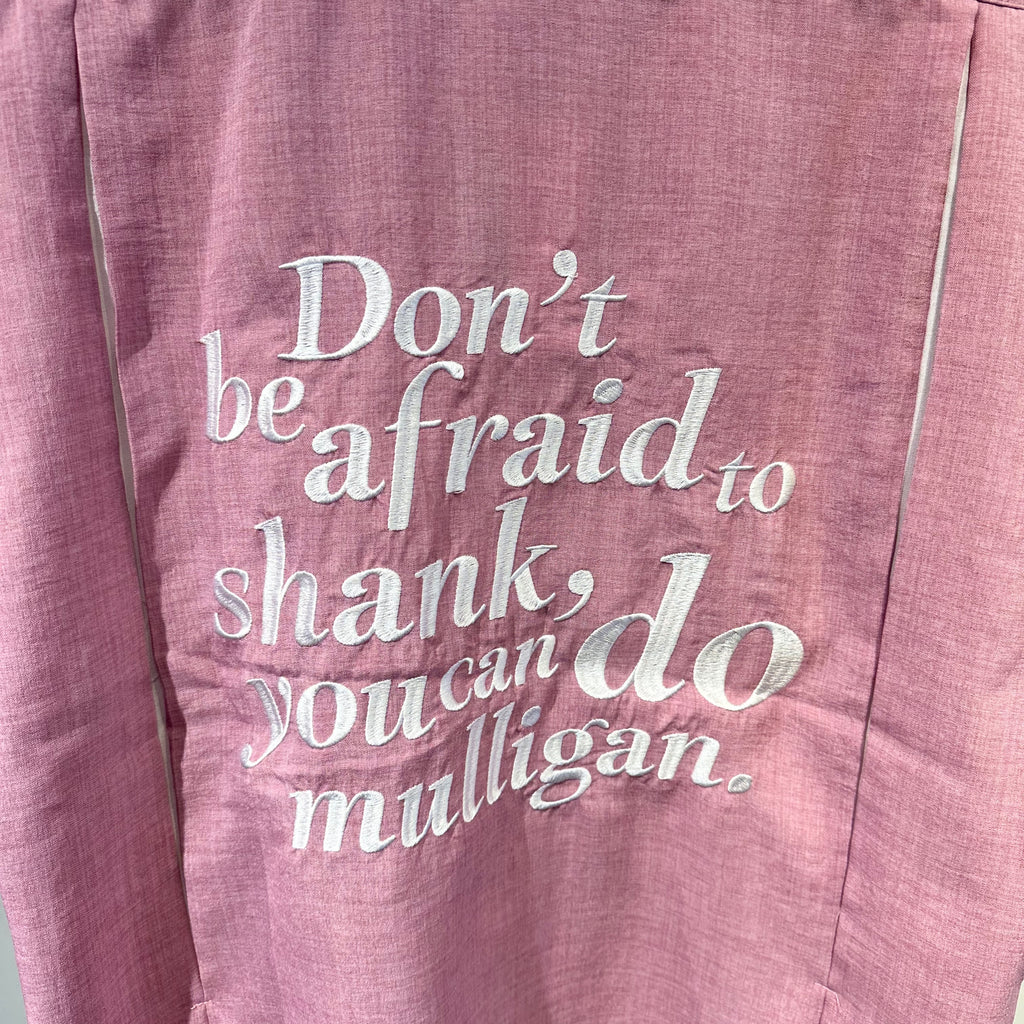 Don't
be afraid to
shank,
you can do
mulligan.